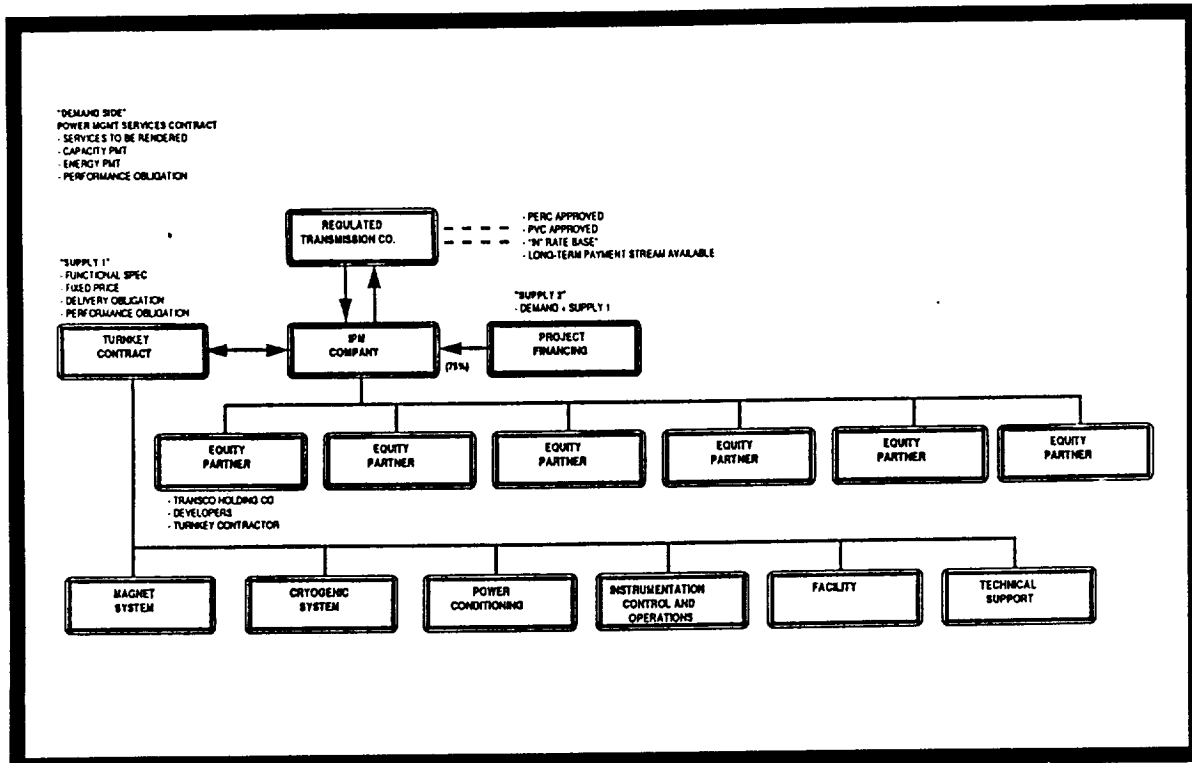 "DEMAND SIDE"
POWER MGMT SERVICES CONTRACT
- SERVICES TO BE RENDERED
- CAPACITY PMT
- ENERGY PMT
- PERFORMANCE OBLIGATION
REGULATED
TRANSMISSION CO.
- PERC APPROVED
- PVC APPROVED
- "IN" RATE BASE"
- LONG-TERM PAYMENT STREAM AVAILABLE
"SUPPLY 1"
- FUNCTIONAL SPEC
- FIXED PRICE
- DELIVERY OBLIGATION
- PERFORMANCE OBLIGATION
"SUPPLY 2"
- DEMAND + SUPPLY 1
TURNKEY
CONTRACT
COMPANY
(75%)
PROJECT
FINANCING
EQUITY
PARTNER
EQUITY
PARTNER
EQUITY
PARTNER
EQUITY
PARTNER
EQUITY
PARTNER
EQUITY
PARTNER
- TRANSCO HOLDING CO
- DEVELOPERS
- TURNKEY CONTRACTOR
MAGNET
SYSTEM
CRYOGENIC
SYSTEM
POWER
CONDITIONING
INSTRUMENTATION
CONTROL AND
OPERATIONS
FACILITY
TECHNICAL
SUPPORT